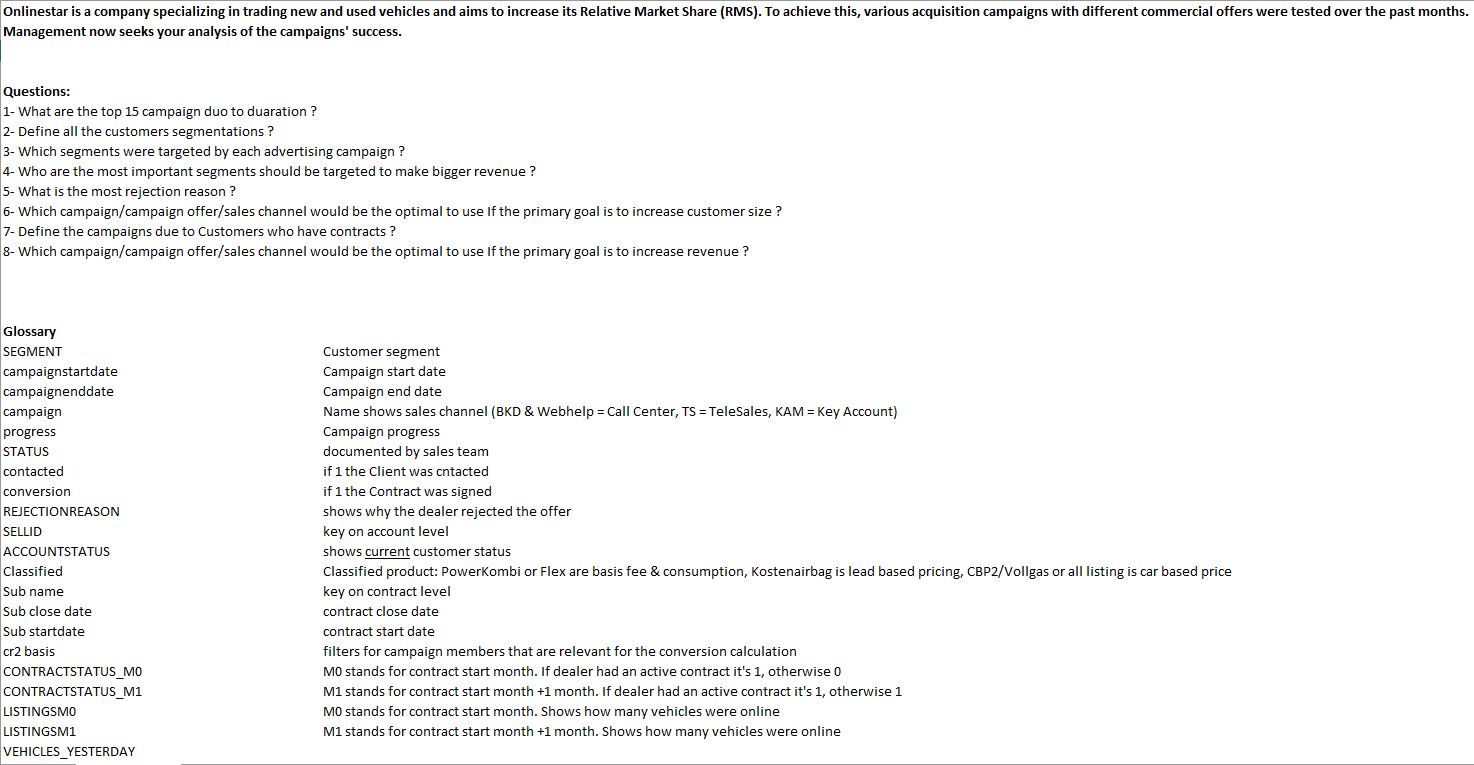 Onlinestar is a company specializing in trading new and used vehicles and aims to increase its Relative Market Share (RMS). To achieve this, various acquisition campaigns with different commercial offers were tested over the past months.
Management now seeks your analysis of the campaigns' success.
Questions:
1- What are the top 15 campaign duo to duaration ?
2- Define all the customers segmentations ?
3- Which segments were targeted by each advertising campaign ?
4- Who are the most important segments should be targeted to make bigger revenue ?
5- What is the most rejection reason ?
6- Which campaign/campaign offer/sales channel would be the optimal to use If the primary goal is to increase customer size ?
7- Define the campaigns due to Customers who have contracts ?
8- Which campaign/campaign offer/sales channel would be the optimal to use If the primary goal is to increase revenue ?
Glossary
SEGMENT Customer segment
campaignstartdate Campaign start date
campaignenddate Campaign end date
campaign Name shows sales channel (BKD & Webhelp = Call Center, TS = TeleSales, KAM = Key Account)
progress Campaign progress
STATUS documented by sales team
contacted if 1 the Client was cntacted
conversion if 1 the Contract was signed
REJECTIONREASON shows why the dealer rejected the offer
SELLID key on account level
ACCOUNTSTATUS shows current customer status
Classified Classified product: PowerKombi or Flex are basis fee & consumption, Kostenairbag is lead based pricing, CBP2/Vollgas or all listing is car based price
Sub name key on contract level
Sub close date contract close date
Sub startdate contract start date
cr2 basis filters for campaign members that are relevant for the conversion calculation
CONTRACTSTATUS_M0 M0 stands for contract start month. If dealer had an active contract it's 1, otherwise 0
CONTRACTSTATUS_M1 M1 stands for contract start month +1 month. If dealer had an active contract it's 1, otherwise 1
LISTINGSM0 M0 stands for contract start month. Shows how many vehicles were online
LISTINGSM1 M1 stands for contract start month +1 month. Shows how many vehicles were online
VEHICLES_YESTERDAY